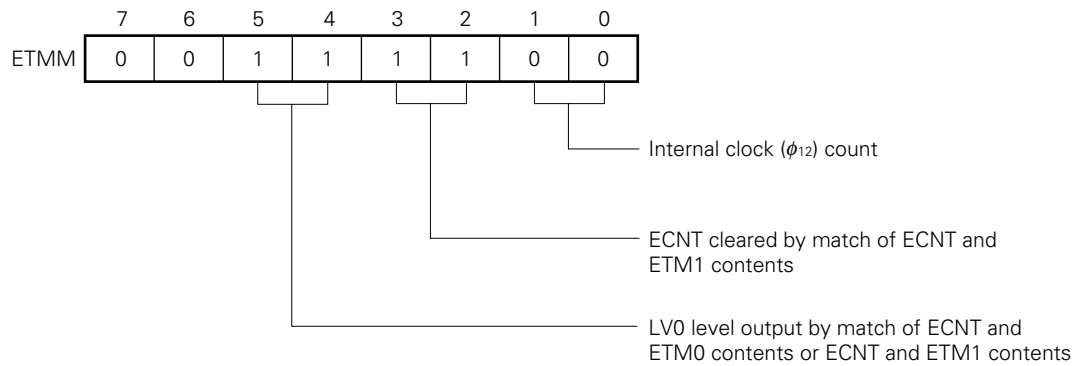 7 6 5 4 3 2 1 0
ETMM 0 0 1 1 1 1 0 0
Internal clock (ϕ12) count
ECNT cleared by match of ECNT and
ETM1 contents
LV0 level output by match of ECNT and
ETM0 contents or ECNT and ETM1 contents